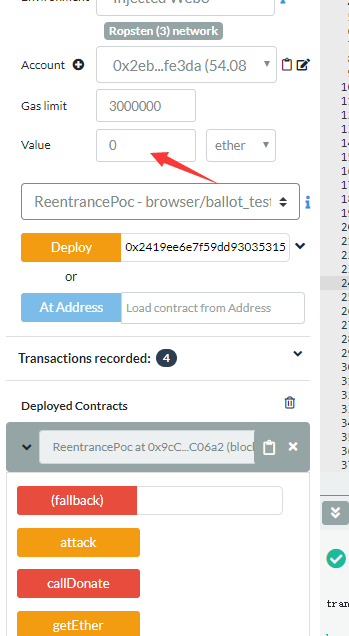 Environment Injected Web3
Ropsten (3) network
Account 0x2eb...fe3da (54.08
Gas limit 3000000
Value 0 ether
ReentrancePoc - browser/ballot_test
Deploy 0x2419ee6e7f59dd93035315
or
At Address Load contract from Address
Transactions recorded: 4
Deployed Contracts
ReentrancePoc at 0x9cC...C06a2 (bloc
(fallback)
attack
callDonate
getEther
tran